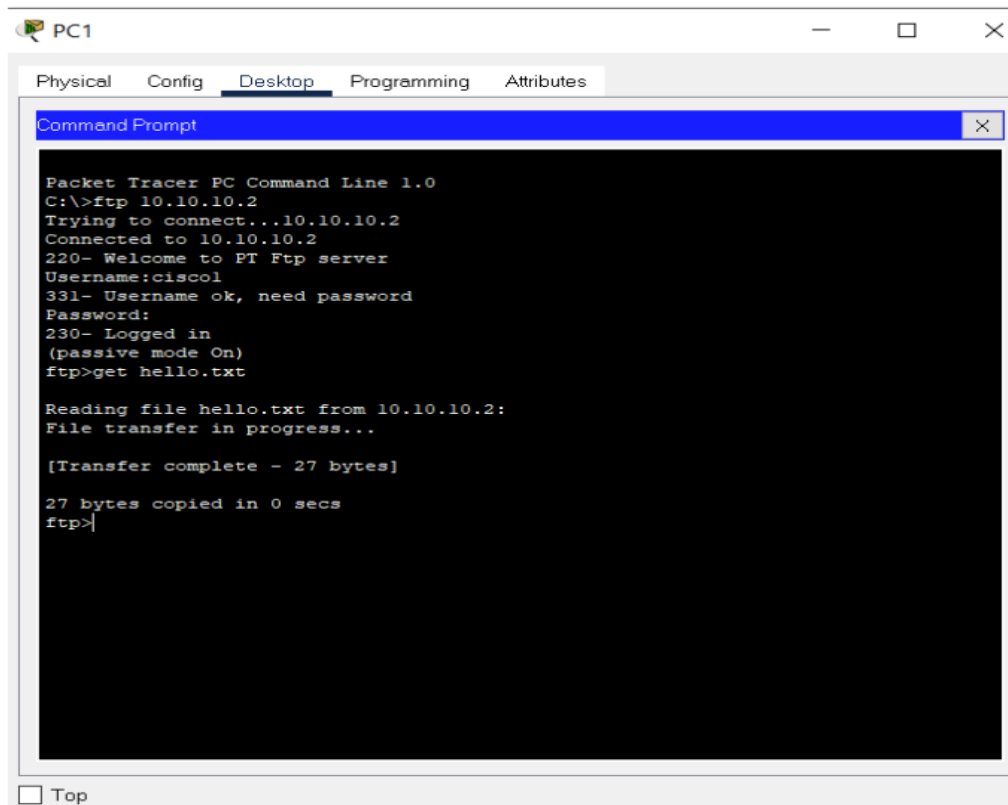 PC1
Physical Config Desktop Programming Attributes
Command Prompt
Packet Tracer PC Command Line 1.0
C:\>ftp 10.10.10.2
Trying to connect...10.10.10.2
Connected to 10.10.10.2
220- Welcome to PT Ftp server
Username:cisco1
331- Username ok, need password
Password:
230- Logged in
(passive mode On)
ftp>get hello.txt
Reading file hello.txt from 10.10.10.2:
File transfer in progress...
[Transfer complete - 27 bytes]
27 bytes copied in 0 secs
ftp>
Top